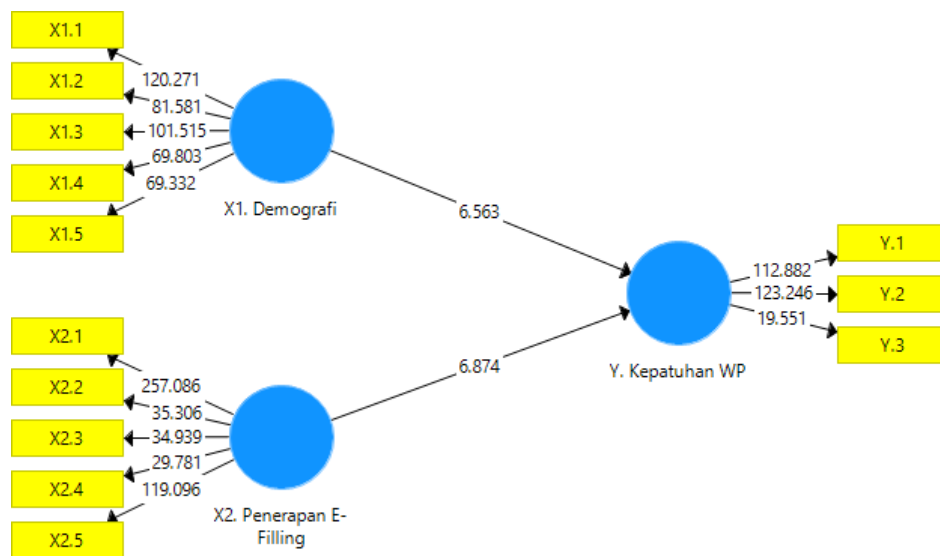 X1.1
X1.2
X1.3
X1.4
X1.5
120.271
81.581
101.515
69.803
69.332
X1. Demografi
6.563
X2.1
X2.2
X2.3
X2.4
X2.5
257.086
35.306
34.939
29.781
119.096
X2. Penerapan E-
Filling
6.874
Y. Kepatuhan WP
112.882
123.246
19.551
Y.1
Y.2
Y.3